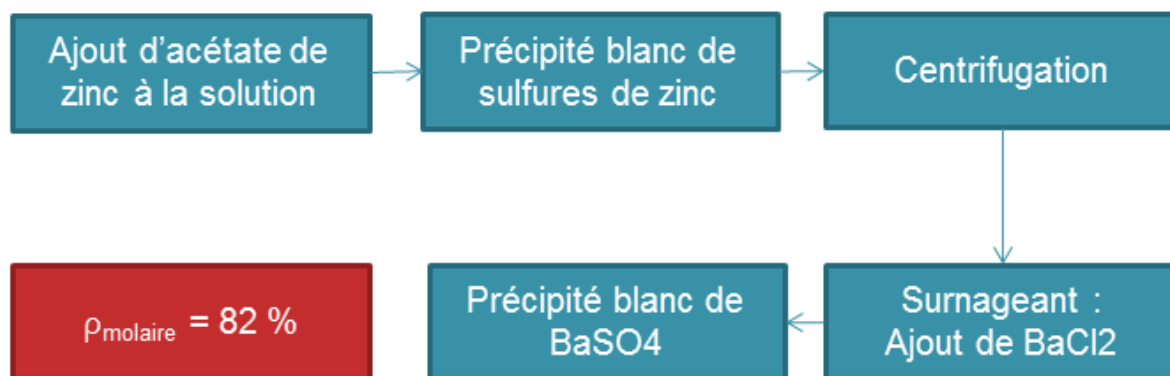 Ajout d'acétate de
zinc à la solution
Précipité blanc de
sulfures de zinc
Centrifugation
Surnageant :
Ajout de BaCl2
Précipité blanc de
BaSO4
ρmolaire = 82 %